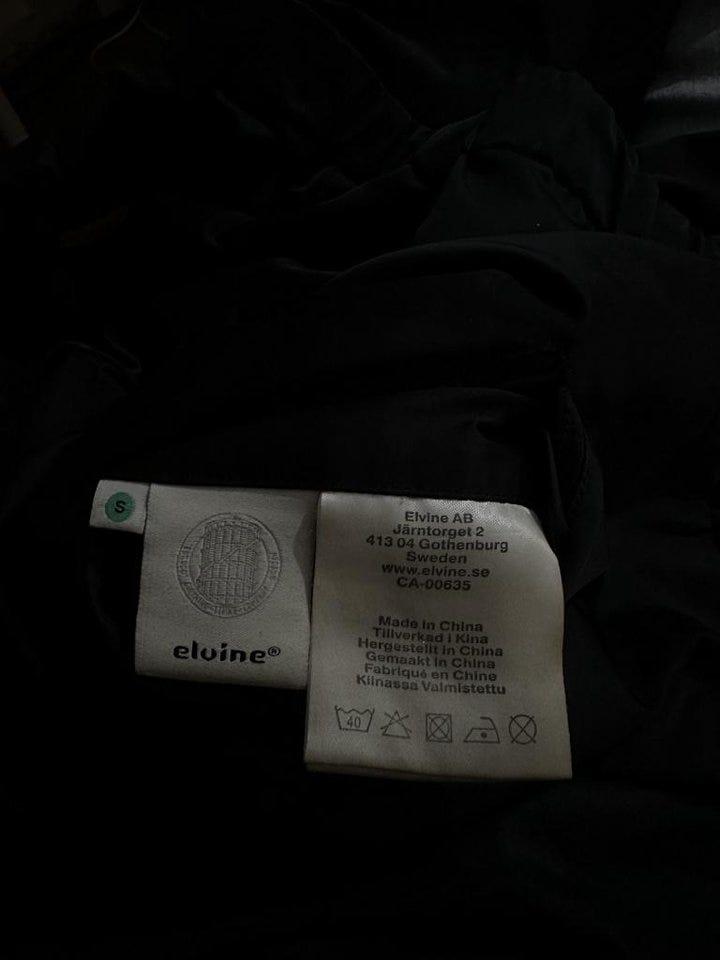 S
elvine®
Elvine AB
Järntorget 2
413 04 Gothenburg
Sweden
www.elvine.se
CA-00635
Made in China
Tillverkad i Kina
Hergestellt in China
Gemaakt in China
Fabriqué en Chine
Kiinassa Valmistettu
40